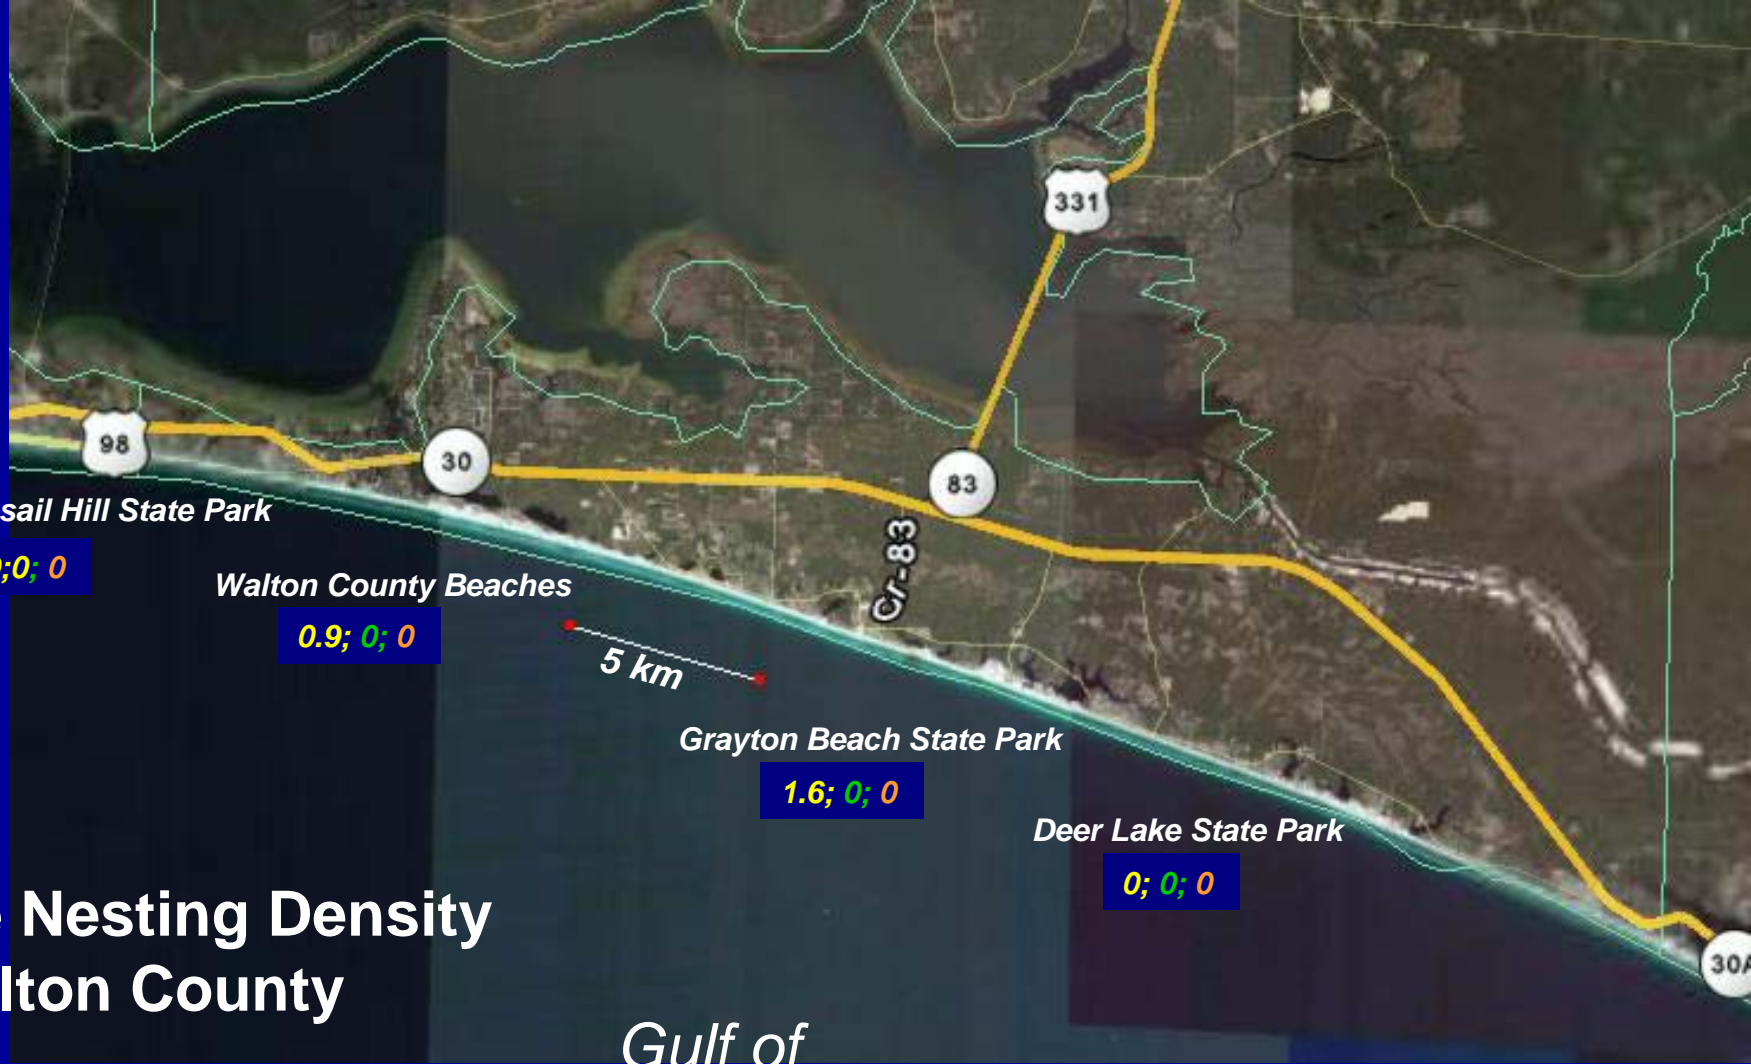 331
98
30
83
Cr-83
sail Hill State Park
;0; 0
Walton County Beaches
0.9; 0; 0
5 km
Grayton Beach State Park
1.6; 0; 0
Deer Lake State Park
0; 0; 0
Nesting Density
lton County
30A
Gulf of